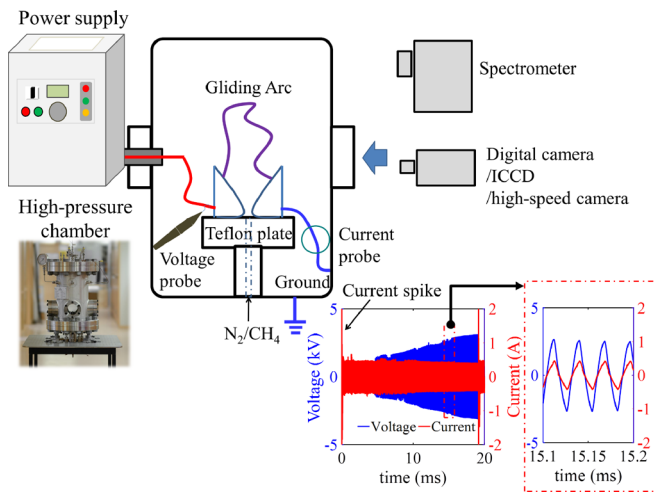 Power supply
Gliding Arc
Spectrometer
Digital camera
/ICCD
/high-speed camera
High-pressure
chamber
Voltage
probe
Teflon plate
Current
probe
Ground
N₂/CH₄
Current spike
Voltage (kV)
5
0
-5
2
1
0
-1
-2
Voltage
Current
0
10
20
time (ms)
Current (A)
5
0
-5
2
1
0
-1
-2
15.1
15.15
15.2
time (ms)